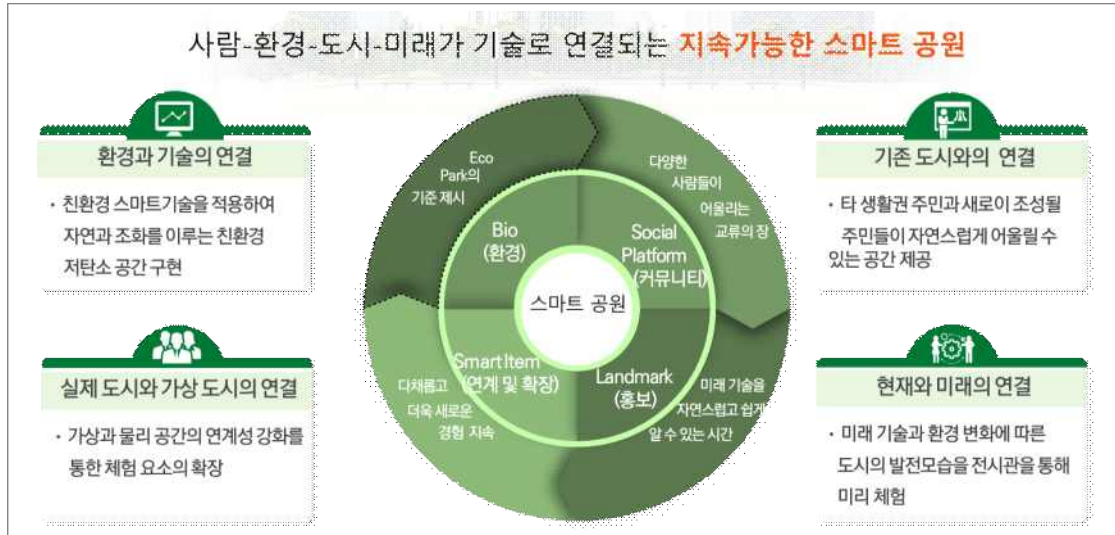 사람-환경-도시-미래가 기술로 연결되는 지속가능한 스마트 공원
환경과 기술의 연결
· 친환경 스마트기술을 적용하여
자연과 조화를 이루는 친환경
저탄소 공간 구현
실제 도시와 가상 도시의 연결
· 가상과 물리 공간의 연계성 강화를
통한 체험 요소의 확장
Eco
Park의
기준 제시
다양한
사람들이
어울리는
교류의 장
Bio
(환경)
Social
Platform
(커뮤니티)
스마트 공원
Smart Item
(연계 및 확장)
Landmark
(홍보)
다채롭고
더욱 새로운
경험 지속
미래 기술을
자연스럽고 쉽게
알 수 있는 시간
기존 도시와의 연결
· 타 생활권 주민과 새로이 조성될
주민들이 자연스럽게 어울릴 수
있는 공간 제공
현재와 미래의 연결
· 미래 기술과 환경 변화에 따른
도시의 발전모습을 전시관을 통해
미리 체험